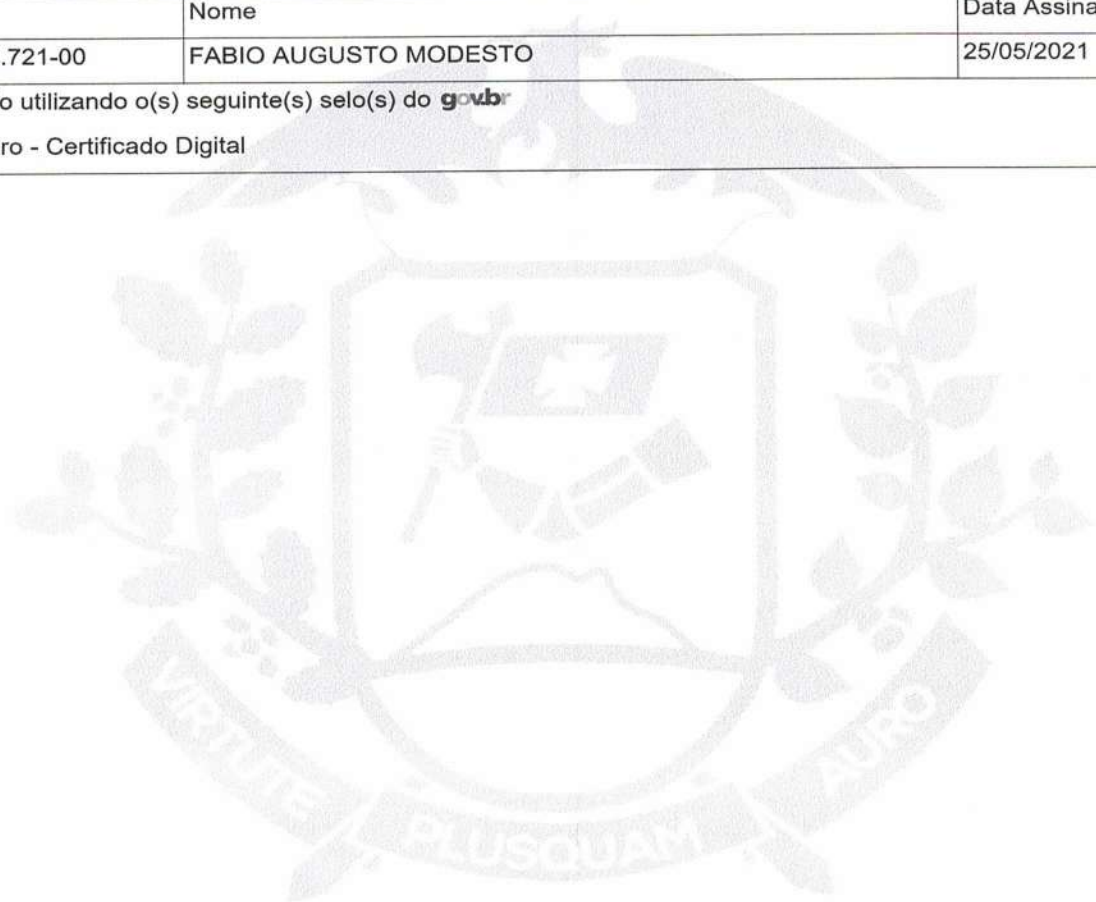 Nome Data Assina
.721-00 FABIO AUGUSTO MODESTO 25/05/2021
o utilizando o(s) seguinte(s) selo(s) do gov.br
ro - Certificado Digital
VIRTUTE PLUSQUAM AURO